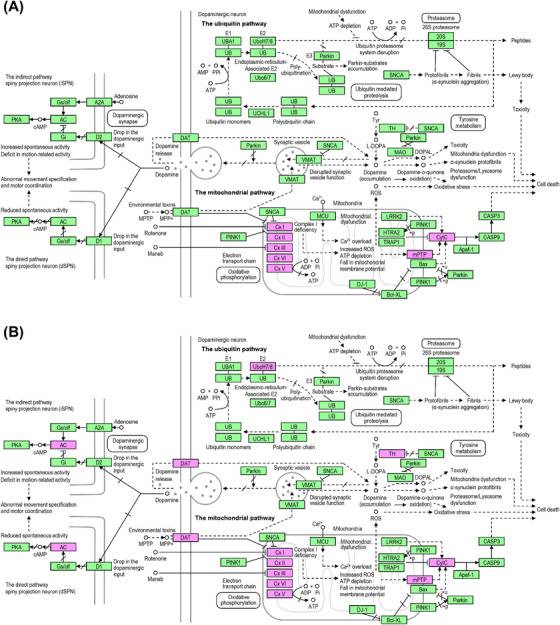 (A)
Dopaminergic neuron
The ubiquitin pathway
Mitochondrial dysfunction
ATP depletion
ATP
ADP + Pi
Ubiquitin proteasome
system disruption
Proteasome
26S proteasome
20S
19S
Peptides
E1
UBA1
UB
E2
UbcH7/8
UB
Endoplasmic-reticulum-
Associated E2
Ubc6/7
Poly-
ubiquitination
E3
Parkin
Substrate
UB
UB
Parkin-substrates
accumulation
Ubiquitin mediated
proteolysis
SNCA
Protofibrils
Fibrils
(α-synuclein aggregation)
Lewy body
Toxicity
AMP
PPi
ATP
UB
UB
Ubiquitin monomers
UCHL1
UB
UB
Polyubiquitin chain
The indirect pathway
spiny projection neuron (iSPN)
Adenosine
Gs/olf
A2A
PKA
AC
cAMP
Gi
D2
Dopaminergic
synapse
Drop in the
dopaminergic
input
Increased spontaneous activity
Deficit in motion-related activity
Abnormal movement specification
and motor coordination
Reduced spontaneous activity
PKA
AC
cAMP
Gs/olf
D1
Drop in the
dopaminergic
input
The direct pathway
spiny projection neuron (dSPN)
DAT
Dopamine
release
Dopamine
Parkin
Synaptic vesicle
SNCA
VMAT
VMAT
Disrupted synaptic
vesicle function
Tyr
TH
SNCA
Parkin
Tyrosine
metabolism
L-DOPA
MAO
DOPAL
Dopamine
(accumulation)
Dopamine-o-quinone
oxidation)
Toxicity
Mitochondria dysfunction
α-synuclein protofibrils
Proteasome/Lysosome
dysfunction
ROS
Oxidative stress
Cell death
The mitochondrial pathway
Environmental toxins
MPTP
MPP+
DAT
Rotenone
Maneb
SNCA
PINK1
Cx I
Cx II
Cx III
Cx VI
Cx V
Complex I
deficiency
Electron
transport chain
Oxidative
phosphorylation
ADP
Pi
ATP
Ca²⁺
MCU
Mitochondria
Mitochondrial
dysfunction
Ca²⁺ overload
Increased ROS
ATP depletion
Fall in mitochondrial
membrane potential
LRRK2
HTRA2
TRAP1
PINK1
+p
CytC
mPTP
Bax
PINK1
Parkin
DJ-1
Bcl-XL
Apaf-1
CASP3
CASP9
(B)
Dopaminergic neuron
The ubiquitin pathway
Mitochondrial dysfunction
ATP depletion
ATP
ADP + Pi
Ubiquitin proteasome
system disruption
Proteasome
26S proteasome
20S
19S
Peptides
E1
UBA1
UB
E2
UbcH7/8
UB
Endoplasmic-reticulum-
Associated E2
Ubc6/7
Poly-
ubiquitination
E3
Parkin
Substrate
UB
UB
Parkin-substrates
accumulation
Ubiquitin mediated
proteolysis
SNCA
Protofibrils
Fibrils
(α-synuclein aggregation)
Lewy body
Toxicity
AMP
PPi
ATP
UB
UB
Ubiquitin monomers
UCHL1
UB
UB
Polyubiquitin chain
The indirect pathway
spiny projection neuron (iSPN)
Adenosine
Gs/olf
A2A
PKA
AC
cAMP
Gi
D2
Dopaminergic
synapse
Drop in the
dopaminergic
input
Increased spontaneous activity
Deficit in motion-related activity
Abnormal movement specification
and motor coordination
Reduced spontaneous activity
PKA
AC
cAMP
Gs/olf
D1
Drop in the
dopaminergic
input
The direct pathway
spiny projection neuron (dSPN)
DAT
Dopamine
release
Dopamine
Parkin
Synaptic vesicle
SNCA
VMAT
VMAT
Disrupted synaptic
vesicle function
Tyr
TH
SNCA
Parkin
Tyrosine
metabolism
L-DOPA
MAO
DOPAL
Dopamine
(accumulation)
Dopamine-o-quinone
oxidation)
Toxicity
Mitochondria dysfunction
α-synuclein protofibrils
Proteasome/Lysosome
dysfunction
ROS
Oxidative stress
Cell death
The mitochondrial pathway
Environmental toxins
MPTP
MPP+
DAT
Rotenone
Maneb
SNCA
PINK1
Cx I
Cx II
Cx III
Cx VI
Cx V
Complex I
deficiency
Electron transport chain
Oxidative
phosphorylation
ADP
Pi
ATP
Ca²⁺
MCU
Mitochondria
Mitochondrial
dysfunction
Ca²⁺ overload
Increased ROS
ATP depletion
Fall in mitochondrial
membrane potential
LRRK2
HTRA2
TRAP1
PINK1
+p
CytC
mPTP
Bax
PINK1
Parkin
DJ-1
Bcl-XL
Apaf-1
CASP3
CASP9